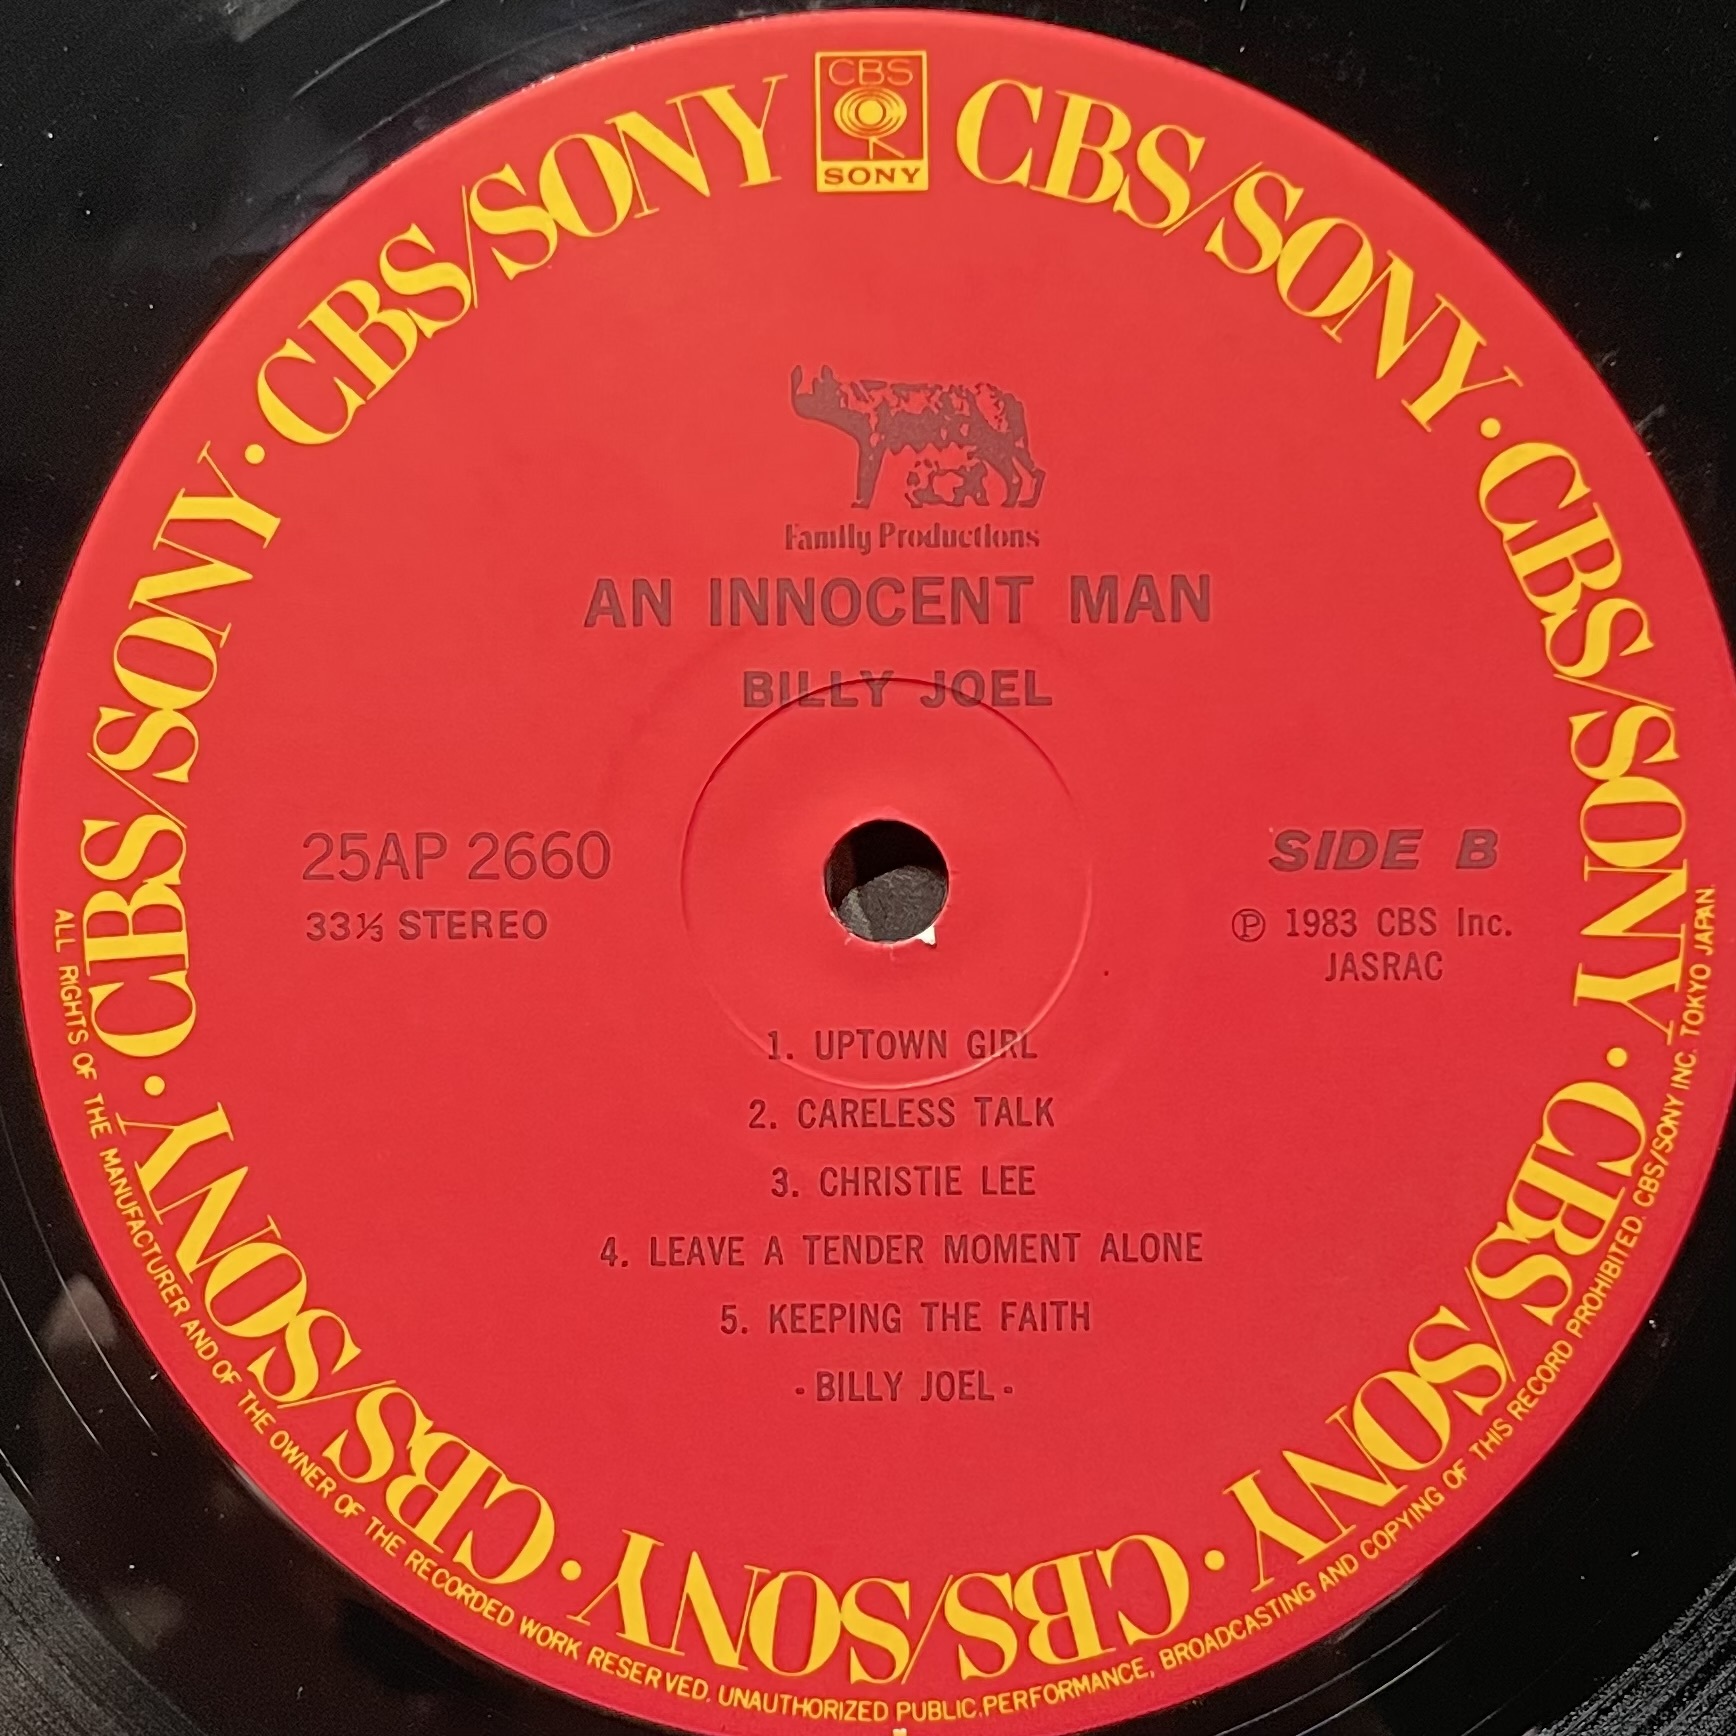 CBS
SONY
CBS/SONY · CBS/SONY · CBS/SONY · CBS/SONY · CBS/SONY · CBS/SONY · CBS/SONY
Family Productions
AN INNOCENT MAN
BILLY JOEL
25AP 2660
33⅓ STEREO
SIDE B
Ⓟ 1983 CBS Inc.
JASRAC
1. UPTOWN GIRL
2. CARELESS TALK
3. CHRISTIE LEE
4. LEAVE A TENDER MOMENT ALONE
5. KEEPING THE FAITH
-BILLY JOEL-
ALL RIGHTS OF THE MANUFACTURER AND OF THE OWNER OF THE RECORDED WORK RESERVED. UNAUTHORIZED PUBLIC.PERFORMANCE, BROADCASTING AND COPYING OF THIS RECORD PROHIBITED. CBS/SONY INC. TOKYO JAPAN.